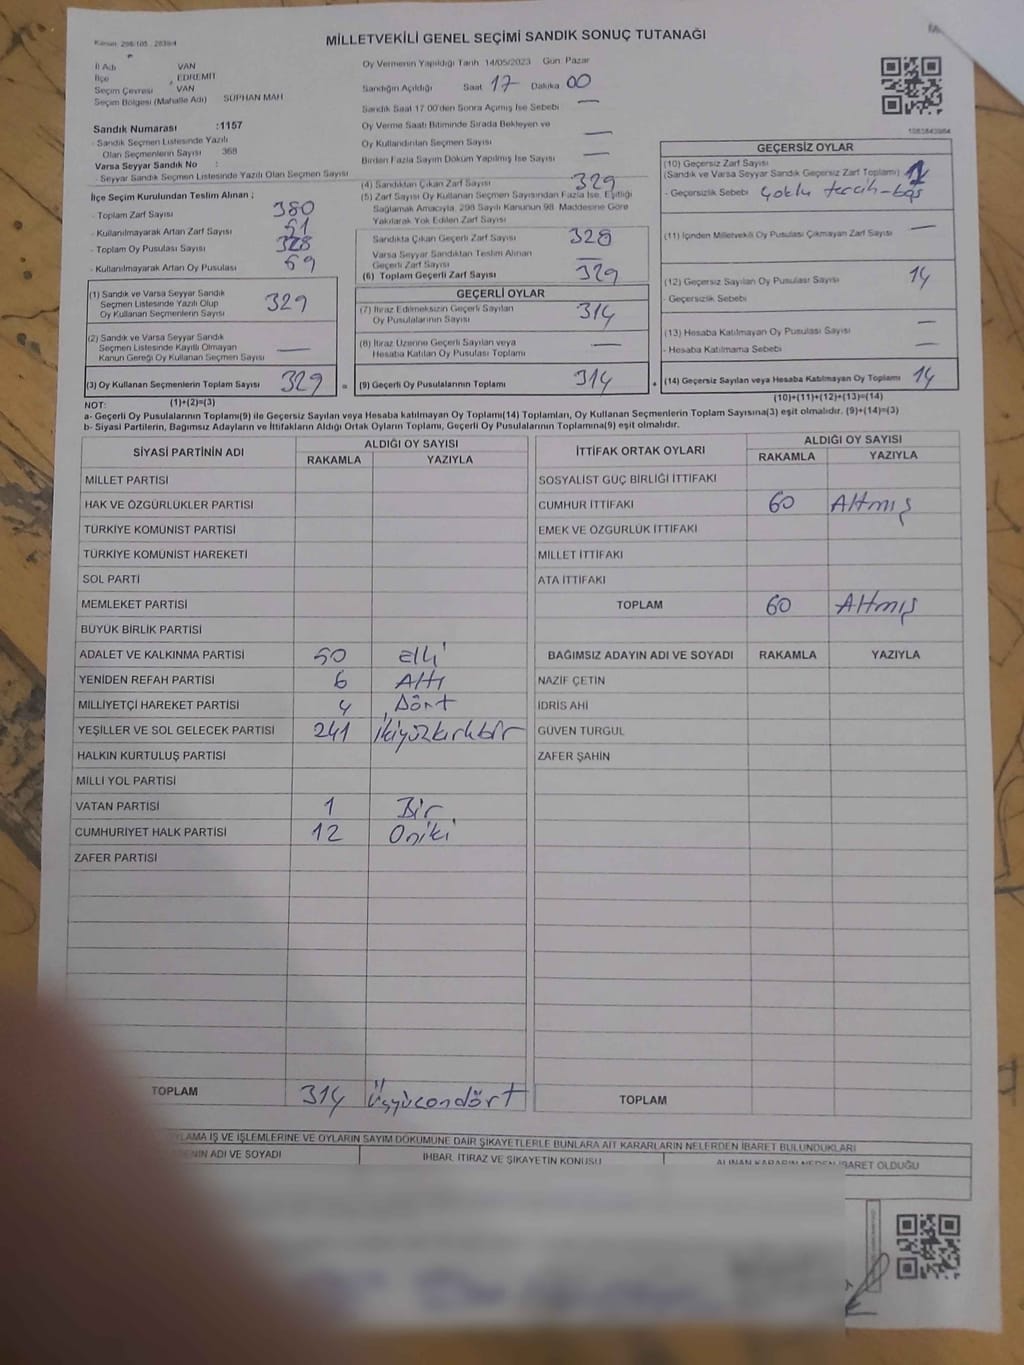 MİLLETVEKİLİ GENEL SEÇİMİ SANDIK SONUÇ TUTANAĞI
İl Adı VAN
İlçe EDREMİT
Seçim Çevresi VAN
Seçim Bölgesi (Mahalle Adı) SÜPHAN MAH
Sandık Numarası :1157
- Sandık Seçmen Listesinde Yazılı
Olan Seçmenlerin Sayısı 368
Varsa Seyyar Sandık No :
- Seyyar Sandık Seçmen Listesinde Yazılı Olan Seçmen Sayısı
İlçe Seçim Kurulundan Teslim Alınan ;
- Toplam Zarf Sayısı 380
- Kullanılmayarak Artan Zarf Sayısı 51
- Toplam Oy Pusulası Sayısı
- Kullanılmayarak Artan Oy Pusulası
(1) Sandık ve Varsa Seyyar Sandık
Seçmen Listesinde Yazılı Olup
Oy Kullanan Seçmenlerin Sayısı 329
(2) Sandık ve Varsa Seyyar Sandık
Seçmen Listesinde Kayıtlı Olmayan
Kanun Gereği Oy Kullanan Seçmen Sayısı —
(3) Oy Kullanan Seçmenlerin Toplam Sayısı 329 =
(1)+(2)=(3)
Oy Vermenin Yapıldığı Tarih 14/05/2023 Gün Pazar
Sandığın Açıldığı Saat 17 Dakika 00
Sandık Saat 17.00'den Sonra Açımış İse Sebebi —
Oy Verme Saati Bitiminde Sırada Bekleyen ve
Oy Kullandırılan Seçmen Sayısı —
Birden Fazla Sayım Döküm Yapılmış İse Sayısı —
(4) Sandıktan Çıkan Zarf Sayısı 329
(5) Zarf Sayısı Oy Kullanan Seçmen Sayısından Fazla İse, Eşitliği
Sağlamak Amacıyla, 298 Sayılı Kanunun 98. Maddesine Göre
Yakılarak Yok Edilen Zarf Sayısı
Sandıkta Çıkan Geçerli Zarf Sayısı 328
Varsa Seyyar Sandıktan Teslim Alınan
Geçerli Zarf Sayısı —
(6) Toplam Geçerli Zarf Sayısı 329
GEÇERLİ OYLAR
(7) İtiraz Edilmeksizin Geçerli Sayılan
Oy Pusulalarının Sayısı 314
(8) İtiraz Üzerine Geçerli Sayılan veya
Hesaba Katılan Oy Pusulası Toplamı —
(9) Geçerli Oy Pusulalarının Toplamı 314
GEÇERSİZ OYLAR
(10) Geçersiz Zarf Sayısı
(Sandık ve Varsa Seyyar Sandık Geçersiz Zarf Toplamı)
- Geçersizlik Sebebi çoklu tercih-boş
(11) İçinden Milletvekili Oy Pusulası Çıkmayan Zarf Sayısı —
(12) Geçersiz Sayılan Oy Pusulası Sayısı 14
- Geçersizlik Sebebi
(13) Hesaba Katılmayan Oy Pusulası Sayısı —
- Hesaba Katılmama Sebebi —
(14) Geçersiz Sayılan veya Hesaba Katılmayan Oy Toplamı 14
(10)+(11)+(12)+(13)=(14)
NOT:
a- Geçerli Oy Pusulalarının Toplamı(9) ile Geçersiz Sayılan veya Hesaba katılmayan Oy Toplamı(14) Toplamları, Oy Kullanan Seçmenlerin Toplam Sayısına(3) eşit olmalıdır. (9)+(14)=(3)
b- Siyasi Partilerin, Bağımsız Adayların ve İttifakların Aldığı Ortak Oyların Toplamı, Geçerli Oy Pusulalarının Toplamına(9) eşit olmalıdır.
SİYASİ PARTİNİN ADI ALDIĞI OY SAYISI
RAKAMLA YAZIYLA
MİLLET PARTİSİ
HAK VE ÖZGÜRLÜKLER PARTİSİ
TÜRKİYE KOMÜNİST PARTİSİ
TÜRKİYE KOMÜNİST HAREKETİ
SOL PARTİ
MEMLEKET PARTİSİ
BÜYÜK BİRLİK PARTİSİ
ADALET VE KALKINMA PARTİSİ 50 elli
YENİDEN REFAH PARTİSİ 6 Altı
MİLLİYETÇİ HAREKET PARTİSİ 4 Dört
YEŞİLLER VE SOL GELECEK PARTİSİ 241 ikiyüzkırkbir
HALKIN KURTULUŞ PARTİSİ
MİLLİ YOL PARTİSİ
VATAN PARTİSİ 1 Bir
CUMHURİYET HALK PARTİSİ 12 Oniki
ZAFER PARTİSİ
TOPLAM 314 Üçyüzondört
İTTİFAK ORTAK OYLARI ALDIĞI OY SAYISI
RAKAMLA YAZIYLA
SOSYALİST GÜÇ BİRLİĞİ İTTİFAKI
CUMHUR İTTİFAKI 60 Altmış
EMEK VE ÖZGÜRLÜK İTTİFAKI
MİLLET İTTİFAKI
ATA İTTİFAKI
TOPLAM 60 Altmış
BAĞIMSIZ ADAYIN ADI VE SOYADI RAKAMLA YAZIYLA
NAZİF ÇETİN
İDRİS AHİ
GÜVEN TURGUL
ZAFER ŞAHİN
TOPLAM
İŞ VE İŞLEMLERİNE VE OYLARIN SAYIM DÖKÜMÜNE DAİR ŞİKAYETLERLE BUNLARA AİT KARARLARIN NELERDEN İBARET BULUNDUKLARI
ADI VE SOYADI İHBAR, İTİRAZ VE ŞİKAYETİN KONUSU ALINAN KARARIN NEDEN İBARET OLDUĞU